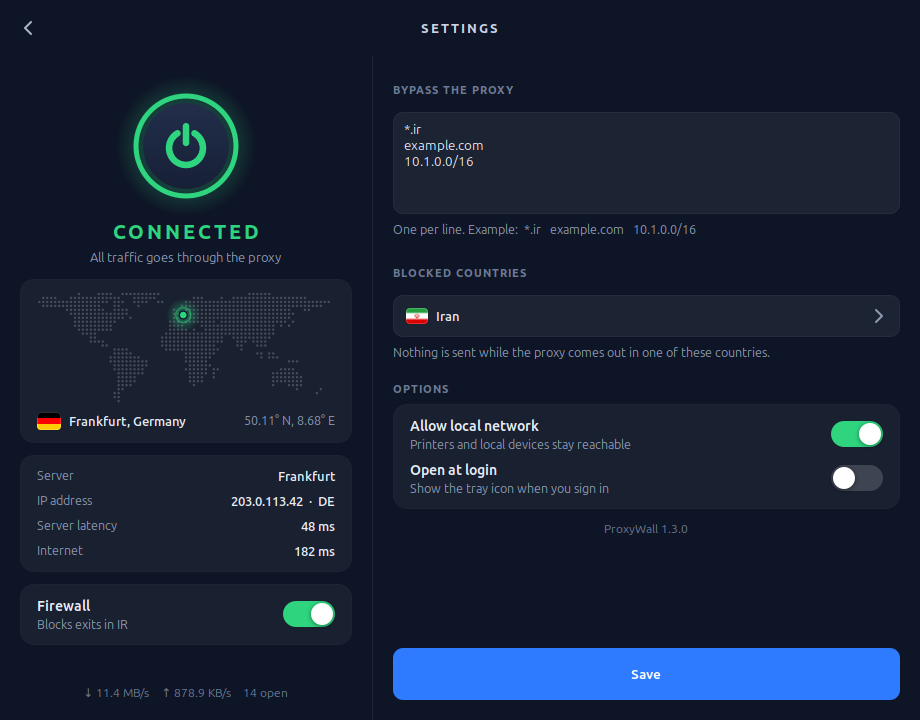 SETTINGS
CONNECTED
All traffic goes through the proxy
Frankfurt, Germany
50.11° N, 8.68° E
Server
Frankfurt
IP address
203.0.113.42 · DE
Server latency
48 ms
Internet
182 ms
Firewall
Blocks exits in IR
↓ 11.4 MB/s ↑ 878.9 KB/s 14 open
BYPASS THE PROXY
*.ir
example.com
10.1.0.0/16
One per line. Example: *.ir example.com 10.1.0.0/16
BLOCKED COUNTRIES
Iran
Nothing is sent while the proxy comes out in one of these countries.
OPTIONS
Allow local network
Printers and local devices stay reachable
Open at login
Show the tray icon when you sign in
ProxyWall 1.3.0
Save